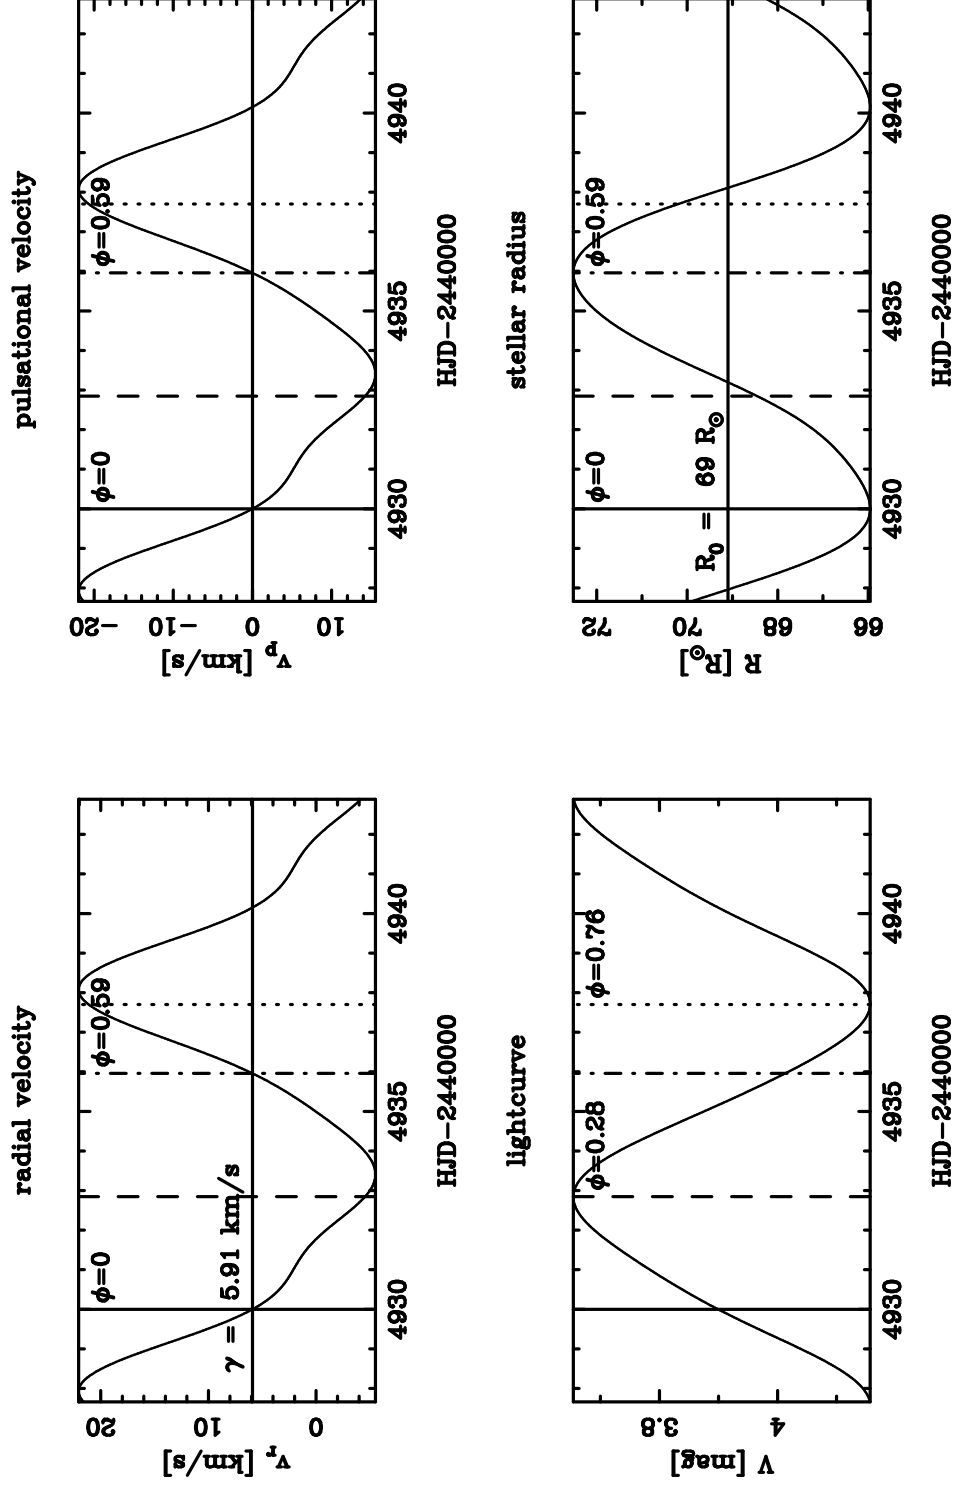 radial velocity
v_r [km/s]
20
10
0
ϕ=0
ϕ=0.59
γ = 5.91 km/s
4930
4935
4940
HJD−2440000
pulsational velocity
v_p [km/s]
−20
−10
0
10
ϕ=0
ϕ=0.59
4930
4935
4940
HJD−2440000
lightcurve
V [mag]
3.8
4
ϕ=0.28
ϕ=0.76
4930
4935
4940
HJD−2440000
stellar radius
R [R⊙]
72
70
68
66
ϕ=0
ϕ=0.59
R₀ = 69 R⊙
4930
4935
4940
HJD−2440000